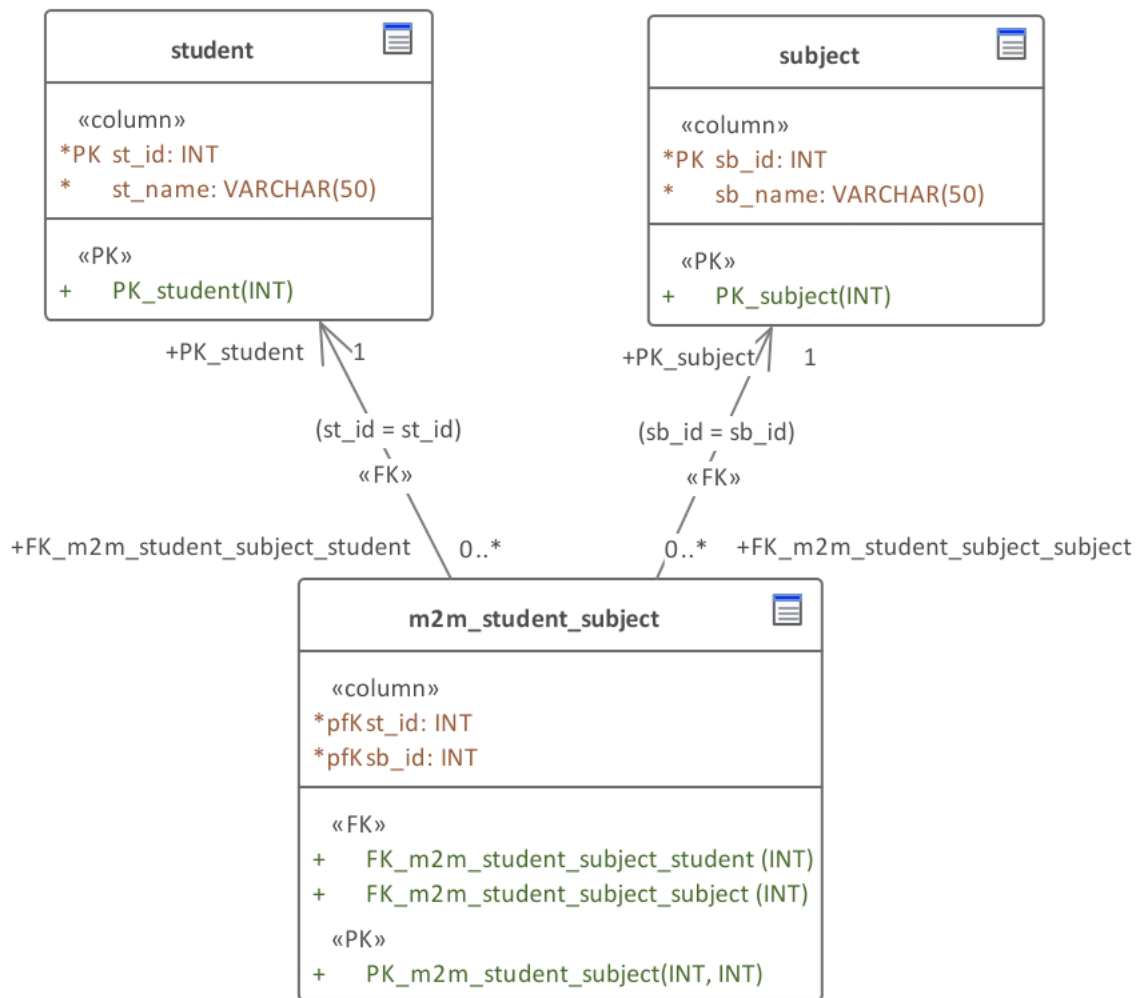 student
«column»
*PK st_id: INT
* st_name: VARCHAR(50)
«PK»
+ PK_student(INT)
subject
«column»
*PK sb_id: INT
* sb_name: VARCHAR(50)
«PK»
+ PK_subject(INT)
+PK_student 1
(st_id = st_id)
«FK»
+FK_m2m_student_subject_student 0..*
+PK_subject 1
(sb_id = sb_id)
«FK»
0..* +FK_m2m_student_subject_subject
m2m_student_subject
«column»
*pfK st_id: INT
*pfK sb_id: INT
«FK»
+ FK_m2m_student_subject_student (INT)
+ FK_m2m_student_subject_subject (INT)
«PK»
+ PK_m2m_student_subject(INT, INT)